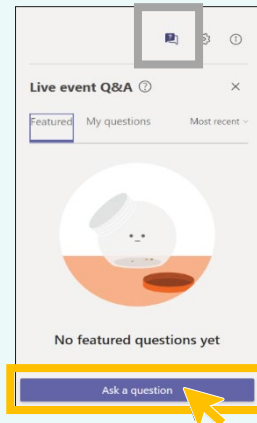 Live event Q&A
Featured My questions Most recent
No featured questions yet
Ask a question